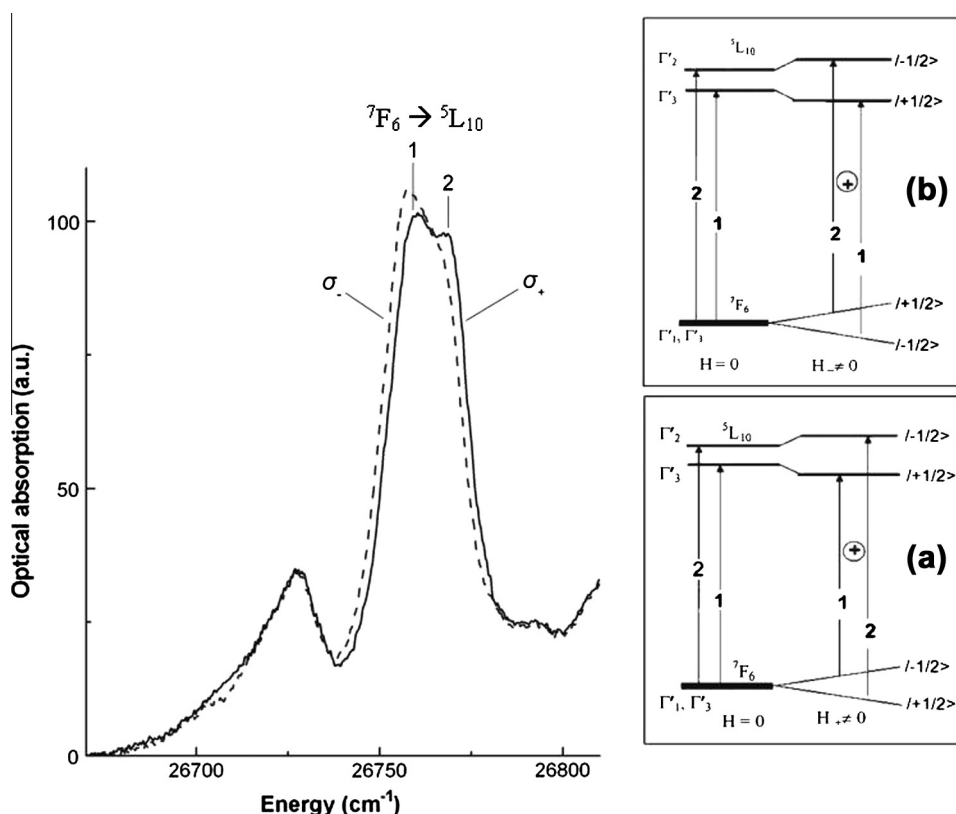 ⁷F₆ → ⁵L₁₀
1
2
σ₋
σ₊
100
50
0
26700
26750
26800
Optical absorption (a.u.)
Energy (cm⁻¹)
⁵L₁₀
Γ'₂
Γ'₃
/-1/2>
/+1/2>
2
1
+
2
1
(b)
⁷F₆
/+1/2>
/-1/2>
Γ'₁, Γ'₃
H = 0
H₋≠ 0
⁵L₁₀
Γ'₂
Γ'₃
/-1/2>
/+1/2>
2
1
+
1
2
(a)
⁷F₆
/-1/2>
/+1/2>
Γ'₁, Γ'₃
H = 0
H₊≠ 0